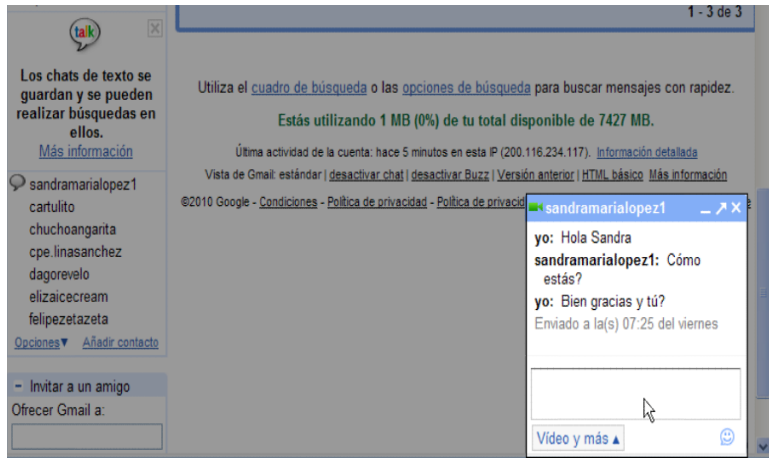 1 - 3 de 3
talk
Los chats de texto se
guardan y se pueden
realizar búsquedas en
ellos.
Más información
sandramarialopez1
cartulito
chuchoangarita
cpe.linasanchez
dagorevelo
elizaicecream
felipezetazeta
Opciones▼ Añadir contacto
– Invitar a un amigo
Ofrecer Gmail a:
Utiliza el cuadro de búsqueda o las opciones de búsqueda para buscar mensajes con rapidez.
Estás utilizando 1 MB (0%) de tu total disponible de 7427 MB.
Última actividad de la cuenta: hace 5 minutos en esta IP (200.116.234.117). Información detallada
Vista de Gmail: estándar | desactivar chat | desactivar Buzz | Versión anterior | HTML básico Más información
©2010 Google - Condiciones - Política de privacidad - Política de privacid
sandramarialopez1
yo: Hola Sandra
sandramarialopez1: Cómo
estás?
yo: Bien gracias y tú?
Enviado a la(s) 07:25 del viernes
Vídeo y más ▲